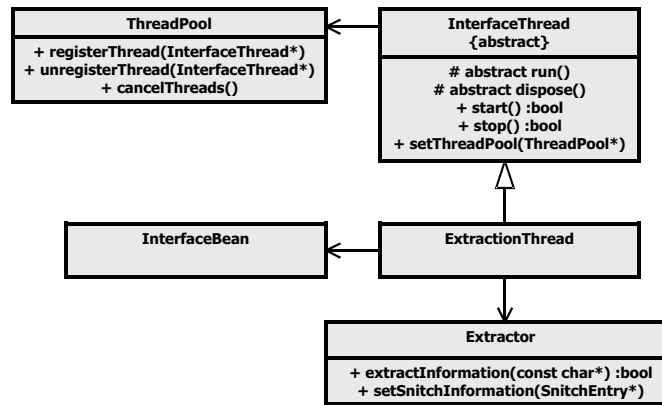 ThreadPool
+ registerThread(InterfaceThread*)
+ unregisterThread(InterfaceThread*)
+ cancelThreads()
InterfaceThread
{abstract}
# abstract run()
# abstract dispose()
+ start() :bool
+ stop() :bool
+ setThreadPool(ThreadPool*)
InterfaceBean
ExtractionThread
Extractor
+ extractInformation(const char*) :bool
+ setSnitchInformation(SnitchEntry*)